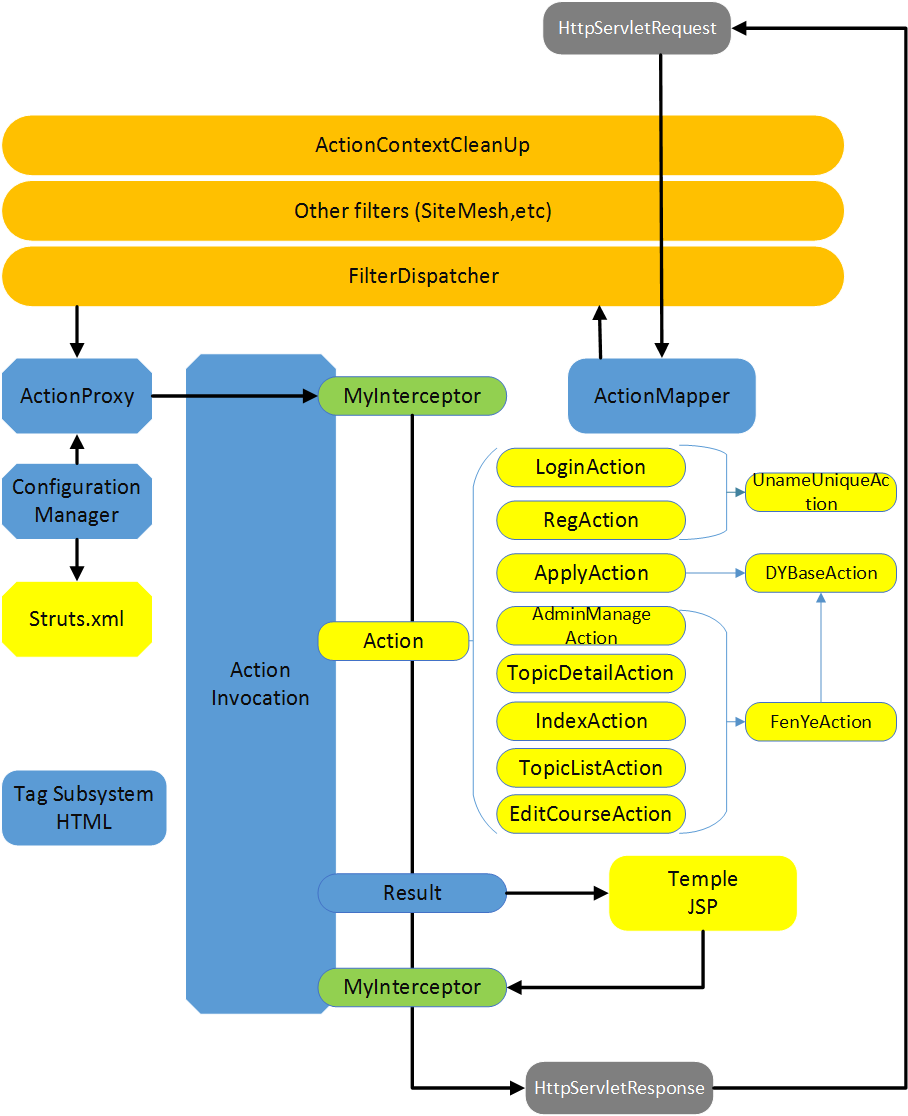 HttpServletRequest
ActionContextCleanUp
Other filters (SiteMesh,etc)
FilterDispatcher
ActionProxy
MyInterceptor
ActionMapper
Configuration
Manager
LoginAction
RegAction
UnameUniqueAc
tion
ApplyAction
DYBaseAction
Struts.xml
Action
AdminManage
Action
Action
Invocation
TopicDetailAction
IndexAction
FenYeAction
TopicListAction
EditCourseAction
Tag Subsystem
HTML
Result
Temple
JSP
MyInterceptor
HttpServletResponse